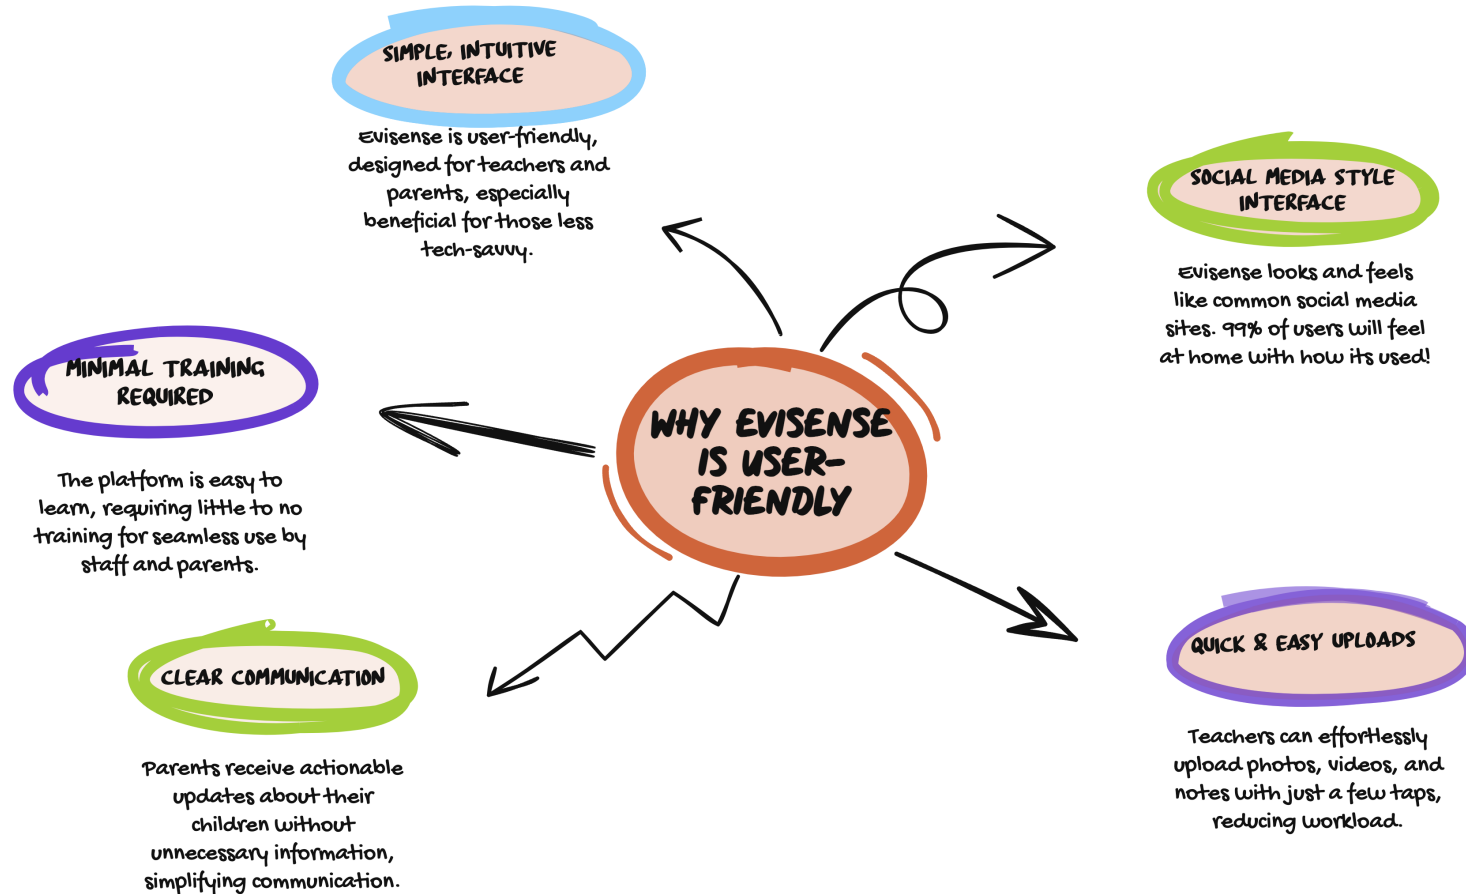 SIMPLE, INTUITIVE
INTERFACE
Evisense is user-friendly,
designed for teachers and
parents, especially
beneficial for those less
tech-savvy.
SOCIAL MEDIA STYLE
INTERFACE
Evisense looks and feels
like common social media
sites. 99% of users will feel
at home with how its used!
MINIMAL TRAINING
REQUIRED
The platform is easy to
learn, requiring little to no
training for seamless use by
staff and parents.
WHY EVISENSE
IS USER-
FRIENDLY
CLEAR COMMUNICATION
Parents receive actionable
updates about their
children without
unnecessary information,
simplifying communication.
QUICK & EASY UPLOADS
Teachers can effortlessly
upload photos, videos, and
notes with just a few taps,
reducing workload.